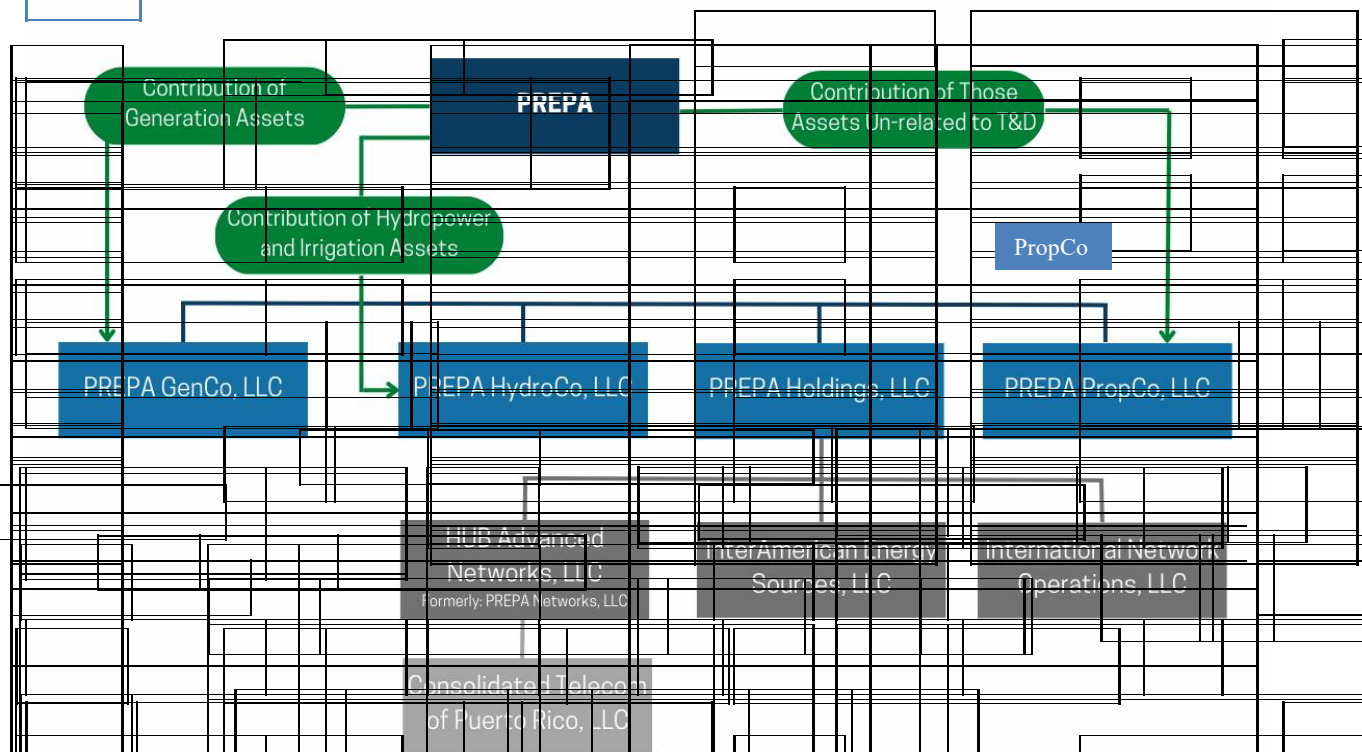 Contribution of
Generation Assets
PREPA
Contribution of Those
Assets Un-related to T&D
Contribution of Hydropower
and Irrigation Assets
PropCo
PREPA GenCo, LLC
PREPA HydroCo, LLC
PREPA Holdings, LLC
PREPA PropCo, LLC
HUB Advanced
Networks, LLC
Formerly: PREPA Networks, LLC
InterAmerican Energy
Sources, LLC
International Network
Operations, LLC
Consolidated Telecom
of Puerto Rico, LLC